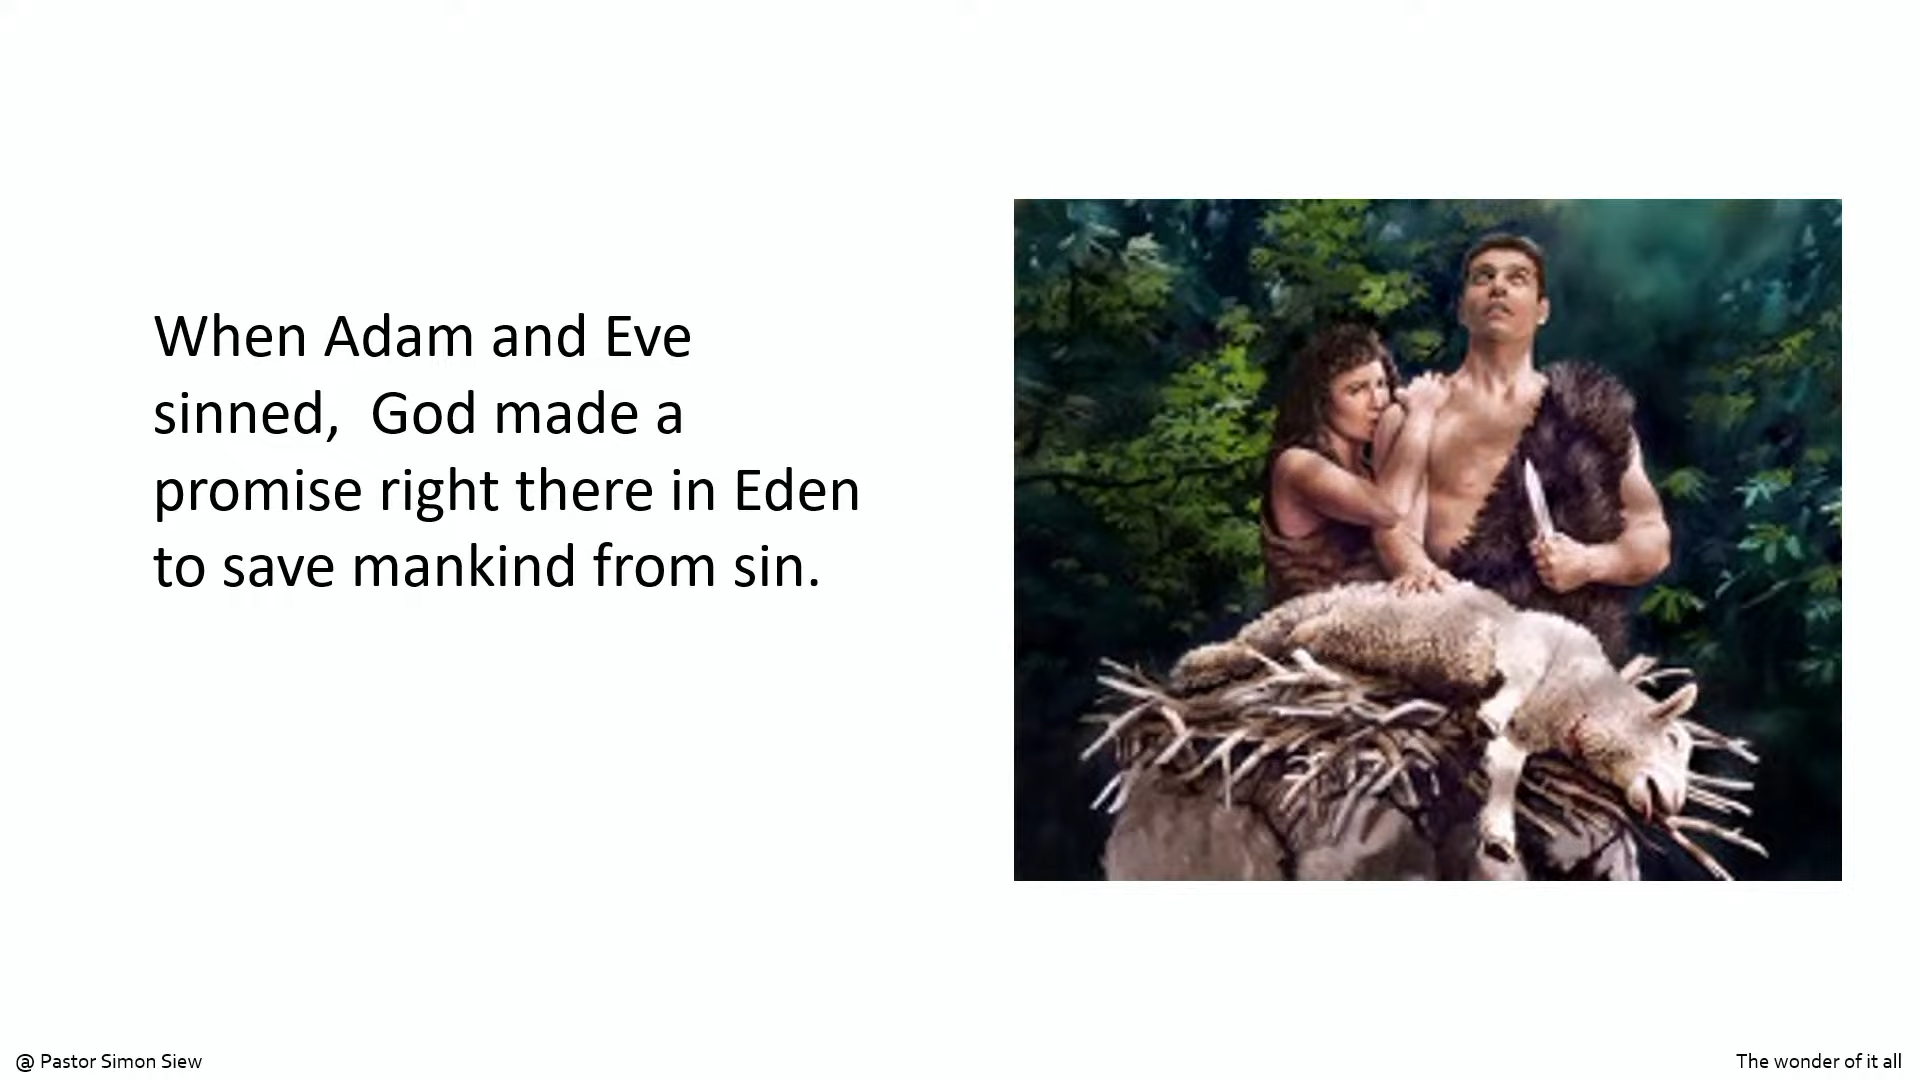 When Adam and Eve
sinned,  God made a
promise right there in Eden
to save mankind from sin.
@ Pastor Simon Siew
The wonder of it all